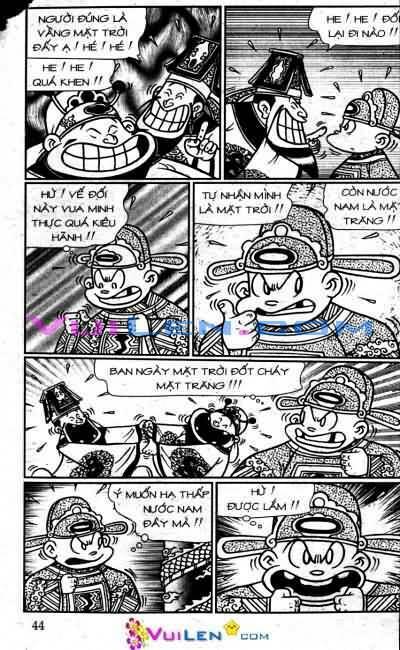 NGƯỜI ĐÚNG LÀ
VẦNG MẶT TRỜI
ĐẤY Ạ ! HÉ ! HÉ !
HE ! HE !
QUÁ KHEN !!
HE ! HE ! ĐỐI
LẠI ĐI NÀO !!
HỪ ! VẾ ĐỐI
NÀY VUA MINH
THỰC QUÁ KIÊU
HÃNH !!
TỰ NHẬN MÌNH
LÀ MẶT TRỜI !!
CÒN NƯỚC
NAM LÀ MẶT
TRĂNG !!
VUILEN.COM
BAN NGÀY MẶT TRỜI ĐỐT CHÁY
MẶT TRĂNG !!!
Ý MUỐN HẠ THẤP
NƯỚC NAM
ĐÂY MÀ !!
HỪ !
ĐƯỢC LẮM !!
44
VUILEN.COM